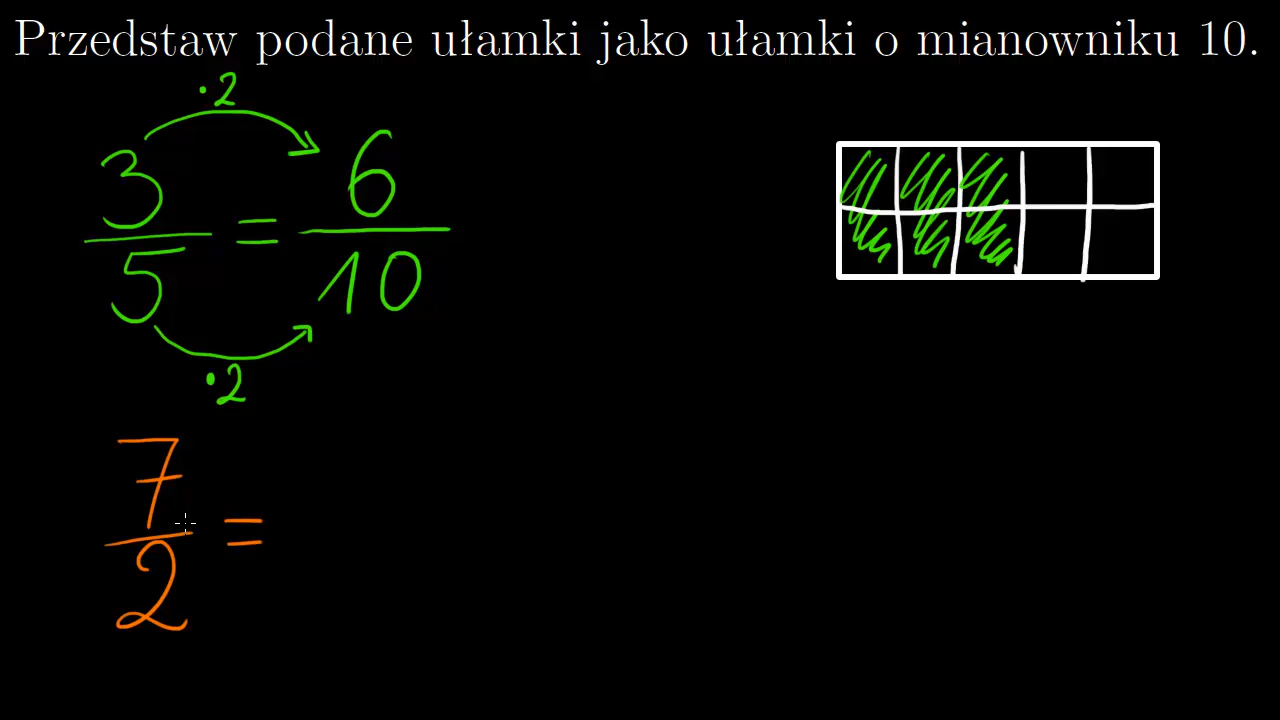 Przedstaw podane ułamki jako ułamki o mianowniku 10.
·2
3/5 = 6/10
·2
7/2 =